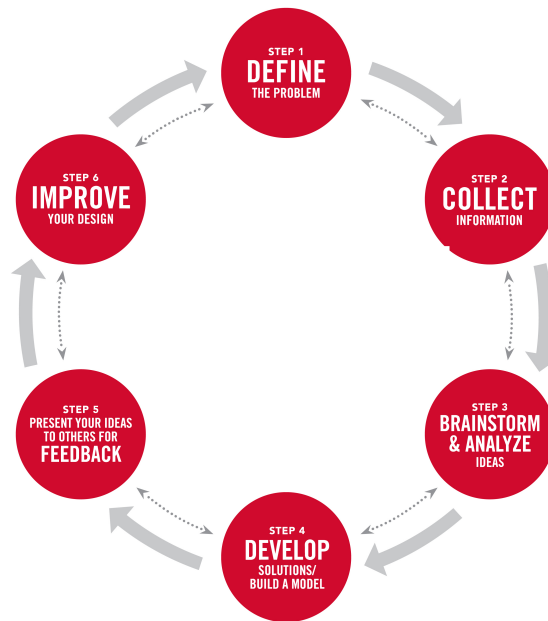 STEP 1
DEFINE
THE PROBLEM
STEP 2
COLLECT
INFORMATION
STEP 3
BRAINSTORM
& ANALYZE
IDEAS
STEP 4
DEVELOP
SOLUTIONS/
BUILD A MODEL
STEP 5
PRESENT YOUR IDEAS
TO OTHERS FOR
FEEDBACK
STEP 6
IMPROVE
YOUR DESIGN